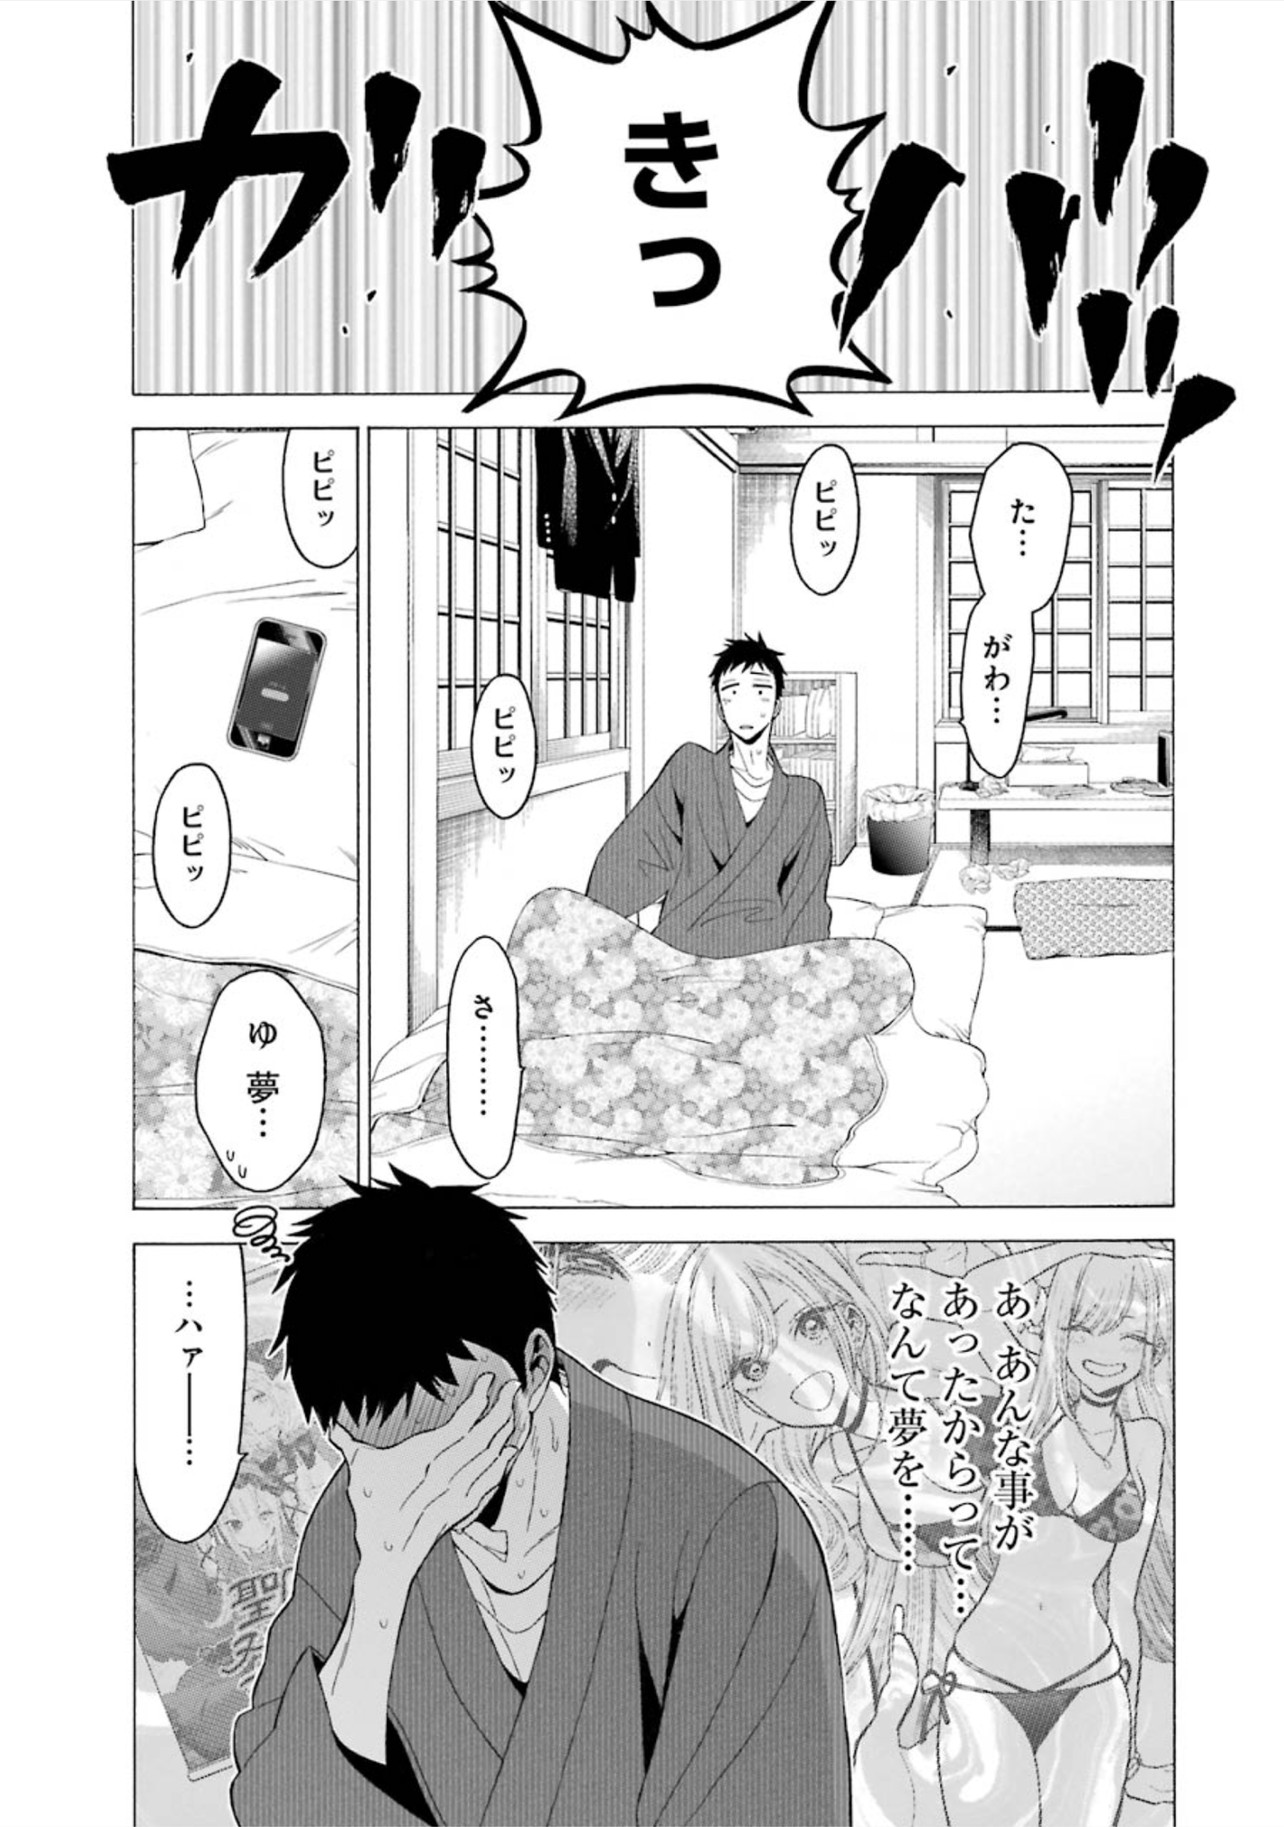 ガバッ
きっ
た…
がわ…
ピピッ
ピピッ
さ…………
ピピッ
ピピッ
ゆ 夢…
あ あんな事が
あったからって…
なんて夢を………
…ハァ――…
聖